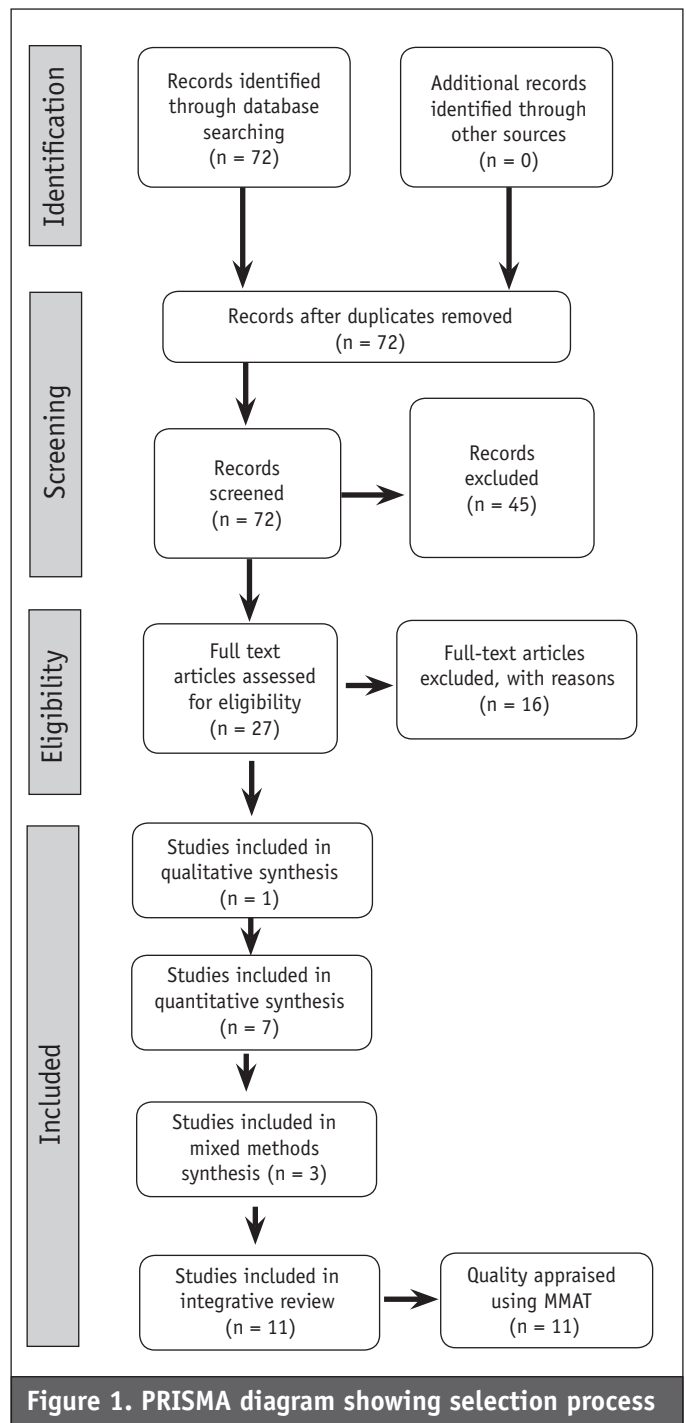 Identification
Records identified
through database
searching
(n = 72)
Additional records
identified through
other sources
(n = 0)
Screening
Records after duplicates removed
(n = 72)
Records
screened
(n = 72)
Records
excluded
(n = 45)
Eligibility
Full text
articles assessed
for eligibility
(n = 27)
Full-text articles
excluded, with reasons
(n = 16)
Included
Studies included in
qualitative synthesis
(n = 1)
Studies included in
quantitative synthesis
(n = 7)
Studies included in
mixed methods
synthesis (n = 3)
Studies included in
integrative review
(n = 11)
Quality appraised
using MMAT
(n = 11)
Figure 1. PRISMA diagram showing selection process